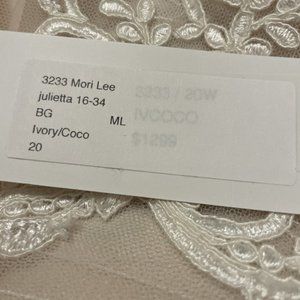 3233 Mori Lee
julietta 16-34
BG ML
Ivory/Coco
20
3233 / 20W
IVCOCO
$1299